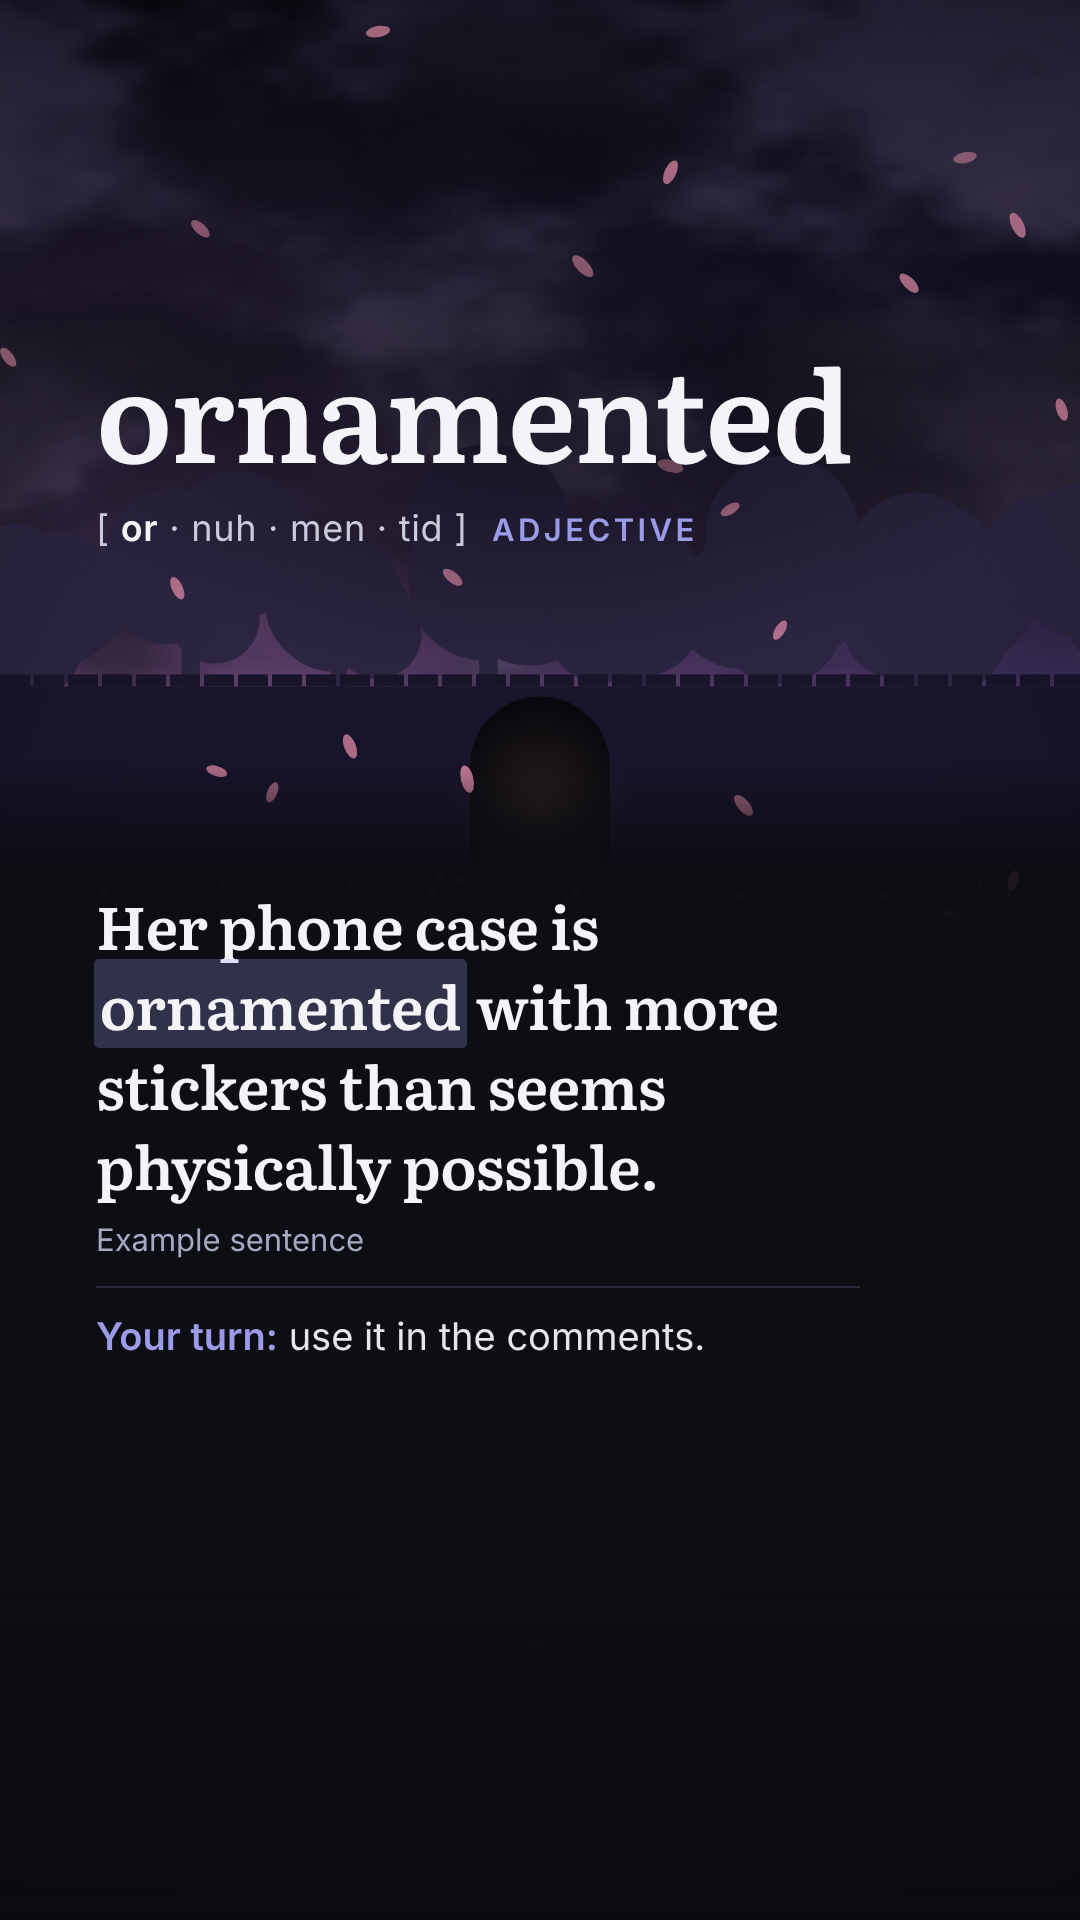 ornamented
[ or · nuh · men · tid ] ADJECTIVE
Her phone case is
ornamented with more
stickers than seems
physically possible.
Example sentence
Your turn: use it in the comments.